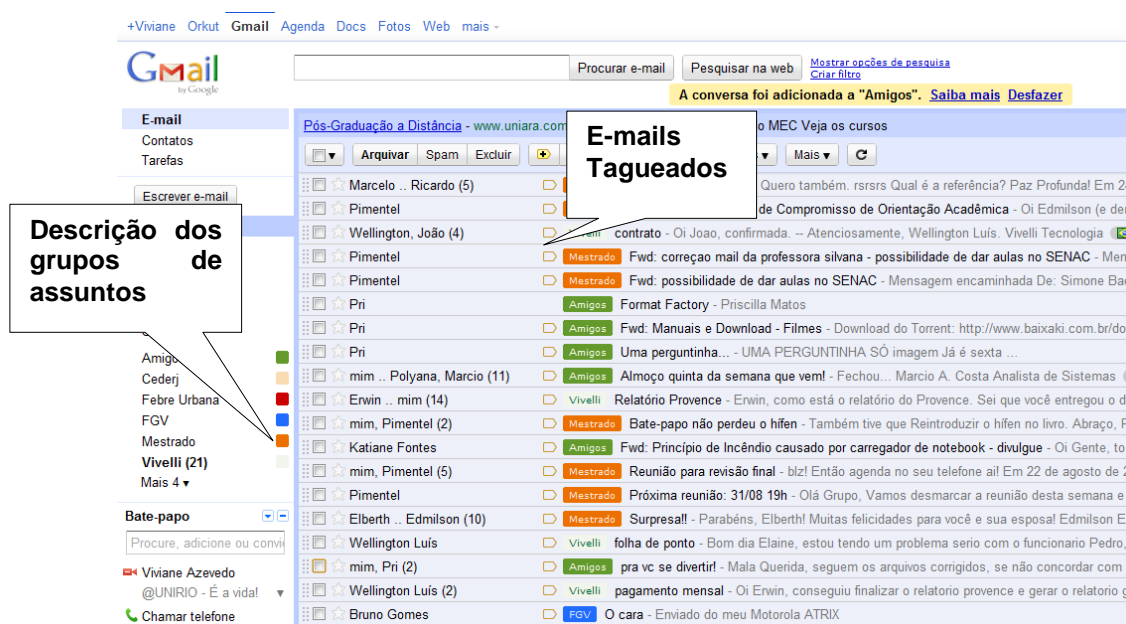 +Viviane Orkut Gmail Agenda Docs Fotos Web mais
Gmail
by Google
Procurar e-mail Pesquisar na web Mostrar opções de pesquisa
Criar filtro
A conversa foi adicionada a "Amigos". Saiba mais Desfazer
E-mail
Contatos
Tarefas
Escrever e-mail
Descrição dos
grupos de
assuntos
Amigo
Cederj
Febre Urbana
FGV
Mestrado
Vivelli (21)
Mais 4
Bate-papo
Procure, adicione ou convi
Viviane Azevedo
@UNIRIO - É a vida!
Chamar telefone
Pós-Graduação a Distância - www.uniara.com o MEC Veja os cursos
E-mails
Tagueados
Arquivar Spam Excluir Mais
Marcelo .. Ricardo (5) Quero também. rsrsrs Qual é a referência? Paz Profunda! Em 2
Pimentel de Compromisso de Orientação Acadêmica - Oi Edmilson (e de
Wellington, João (4) Vivelli contrato - Oi Joao, confirmada. -- Atenciosamente, Wellington Luís. Vivelli Tecnologia
Pimentel Mestrado Fwd: correçao mail da professora silvana - possibilidade de dar aulas no SENAC - Men
Pimentel Mestrado Fwd: possibilidade de dar aulas no SENAC - Mensagem encaminhada De: Simone Ba
Pri Amigos Format Factory - Priscilla Matos
Pri Amigos Fwd: Manuais e Download - Filmes - Download do Torrent: http://www.baixaki.com.br/do
Pri Amigos Uma perguntinha... - UMA PERGUNTINHA SÓ imagem Já é sexta ...
mim .. Polyana, Marcio (11) Amigos Almoço quinta da semana que vem! - Fechou... Marcio A. Costa Analista de Sistemas
Erwin .. mim (14) Vivelli Relatório Provence - Erwin, como está o relatório do Provence. Sei que você entregou o d
mim, Pimentel (2) Mestrado Bate-papo não perdeu o hífen - Também tive que Reintroduzir o hífen no livro. Abraço, F
Katiane Fontes Amigos Fwd: Princípio de Incêndio causado por carregador de notebook - divulgue - Oi Gente, to
mim, Pimentel (5) Mestrado Reunião para revisão final - blz! Então agenda no seu telefone ai! Em 22 de agosto de 2
Pimentel Mestrado Próxima reunião: 31/08 19h - Olá Grupo, Vamos desmarcar a reunião desta semana e
Elberth .. Edmilson (10) Mestrado Surpresa!! - Parabéns, Elberth! Muitas felicidades para você e sua esposa! Edmilson E
Wellington Luís Vivelli folha de ponto - Bom dia Elaine, estou tendo um problema serio com o funcionario Pedro,
mim, Pri (2) Amigos pra vc se divertir! - Mala Querida, seguem os arquivos corrigidos, se não concordar com
Wellington Luís (2) Vivelli pagamento mensal - Oi Erwin, conseguiu finalizar o relatorio provence e gerar o relatorio g
Bruno Gomes FGV O cara - Enviado do meu Motorola ATRIX